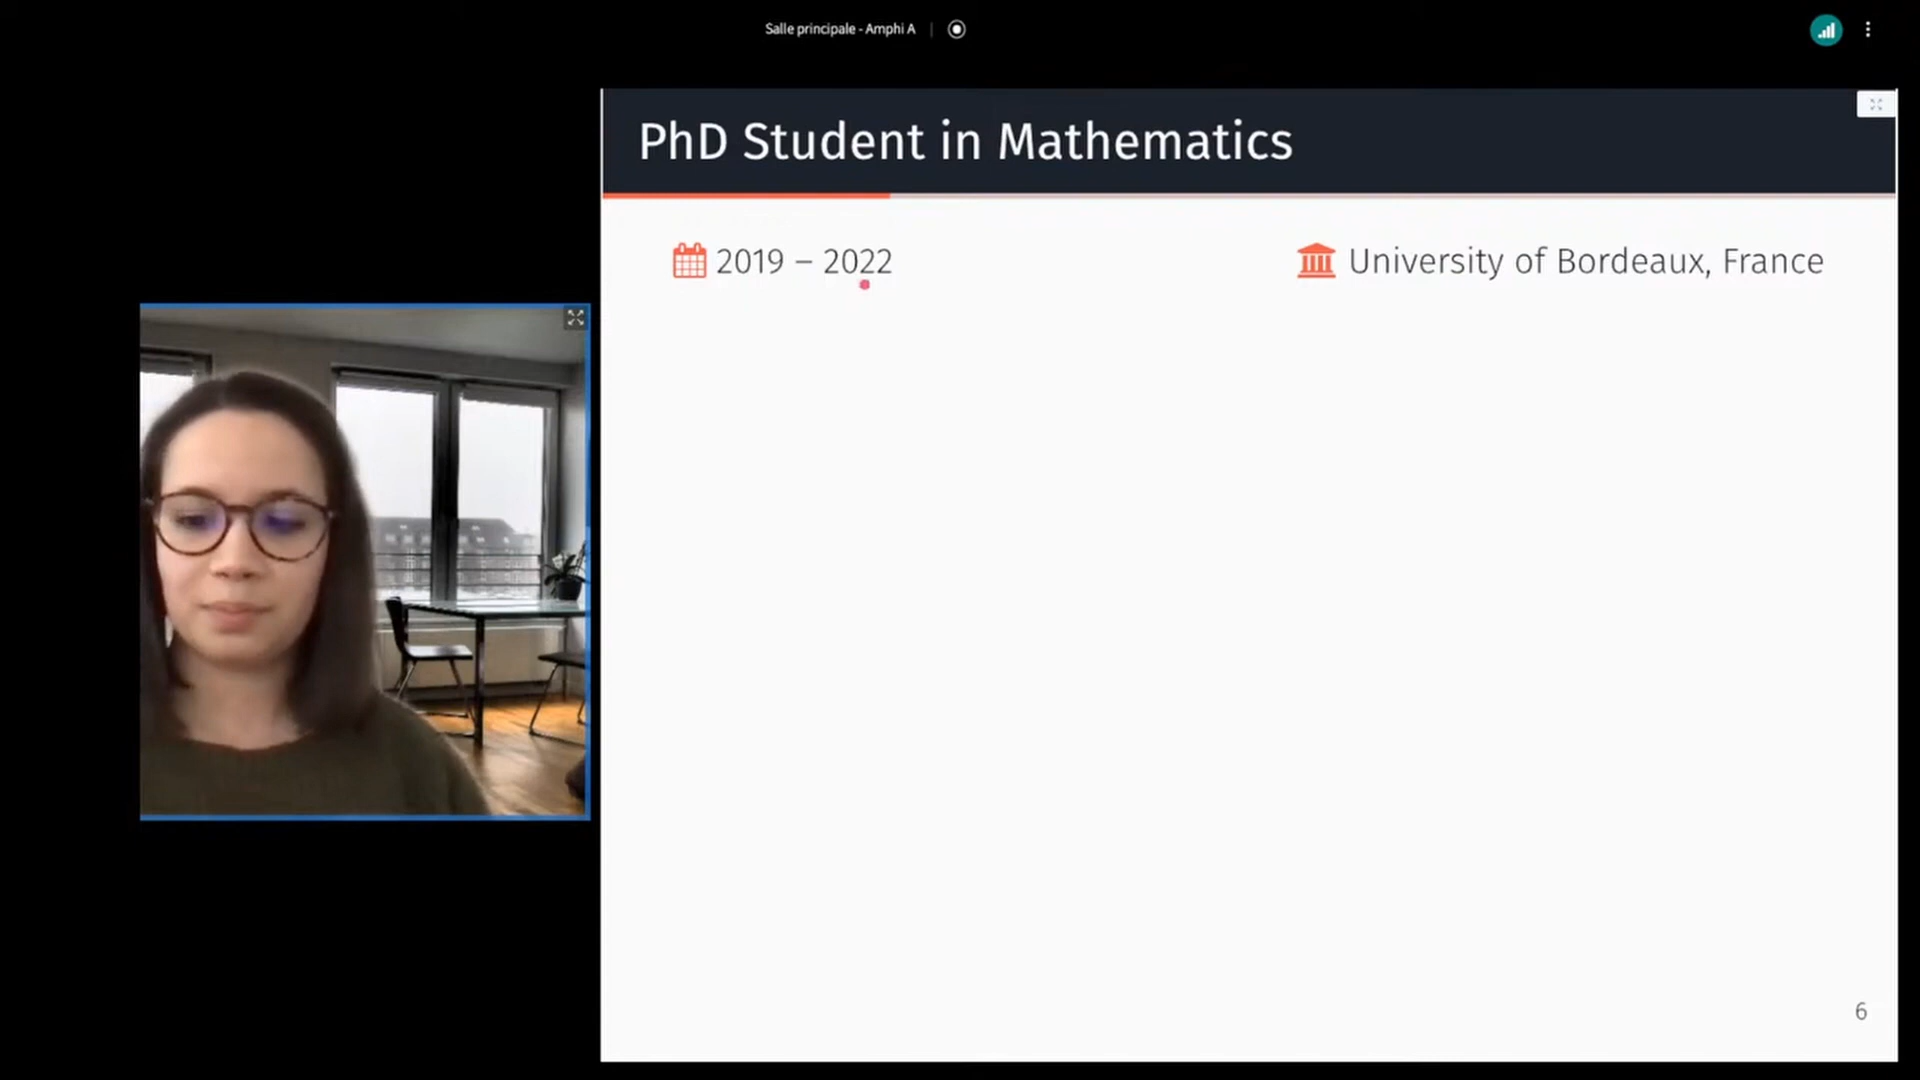 Salle principale - Amphi A
PhD Student in Mathematics
2019 – 2022
University of Bordeaux, France
6